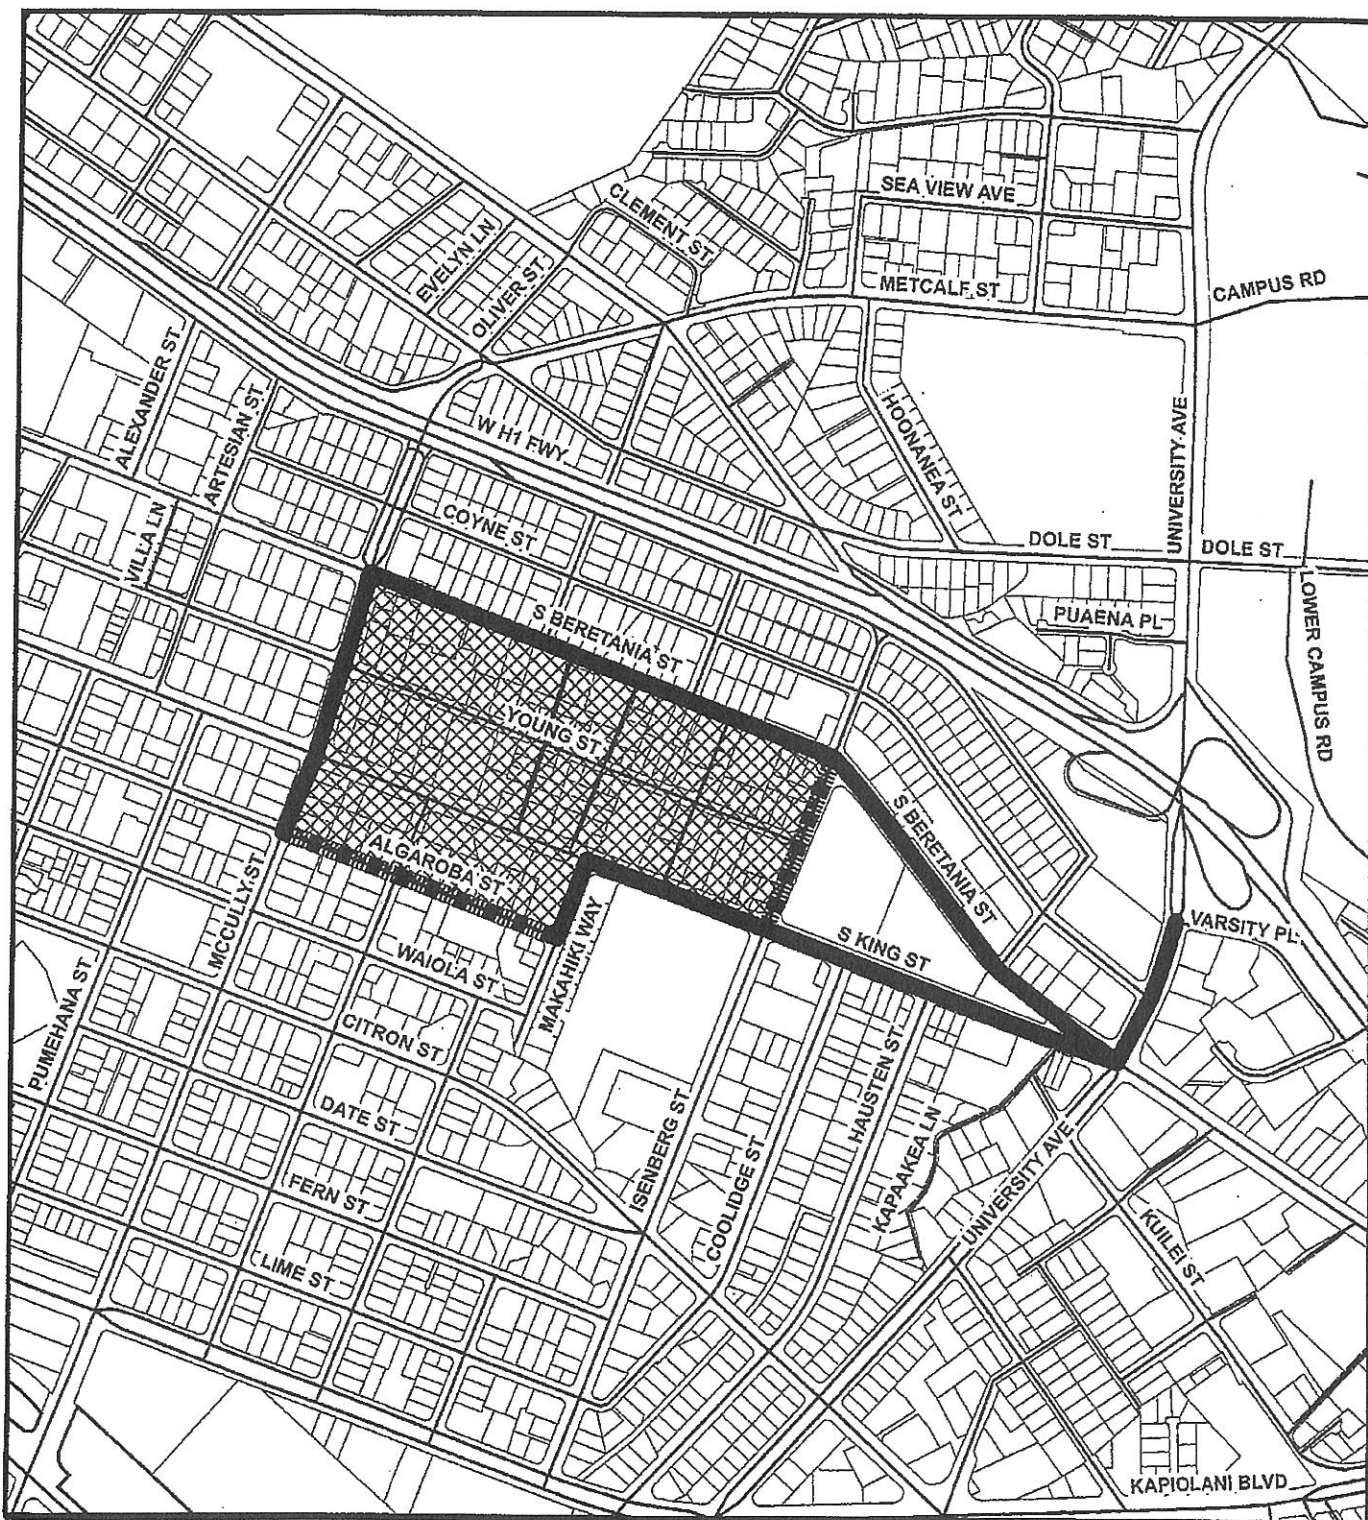 SEA VIEW AVE
CLEMENT ST
EVELYN LN
OLIVER ST
METCALF ST
CAMPUS RD
ALEXANDER ST
ARTESIAN ST
W H1 FWY
HOONANEA ST
UNIVERSITY AVE
VILLA LN
COYNE ST
DOLE ST
DOLE ST
PUAENA PL
LOWER CAMPUS RD
S BERETANIA ST
YOUNG ST
S BERETANIA ST
ALGAROBA ST
MCCULLY ST
MAKAHIKI WAY
S KING ST
VARSITY PL
WAIOLA ST
PUMEHANA ST
CITRON ST
DATE ST
HAUSTEN ST
ISENBERG ST
COOLIDGE ST
KAPAAKEA LN
UNIVERSITY AVE
FERN ST
KUILEI ST
LIME ST
KAPIOLANI BLVD